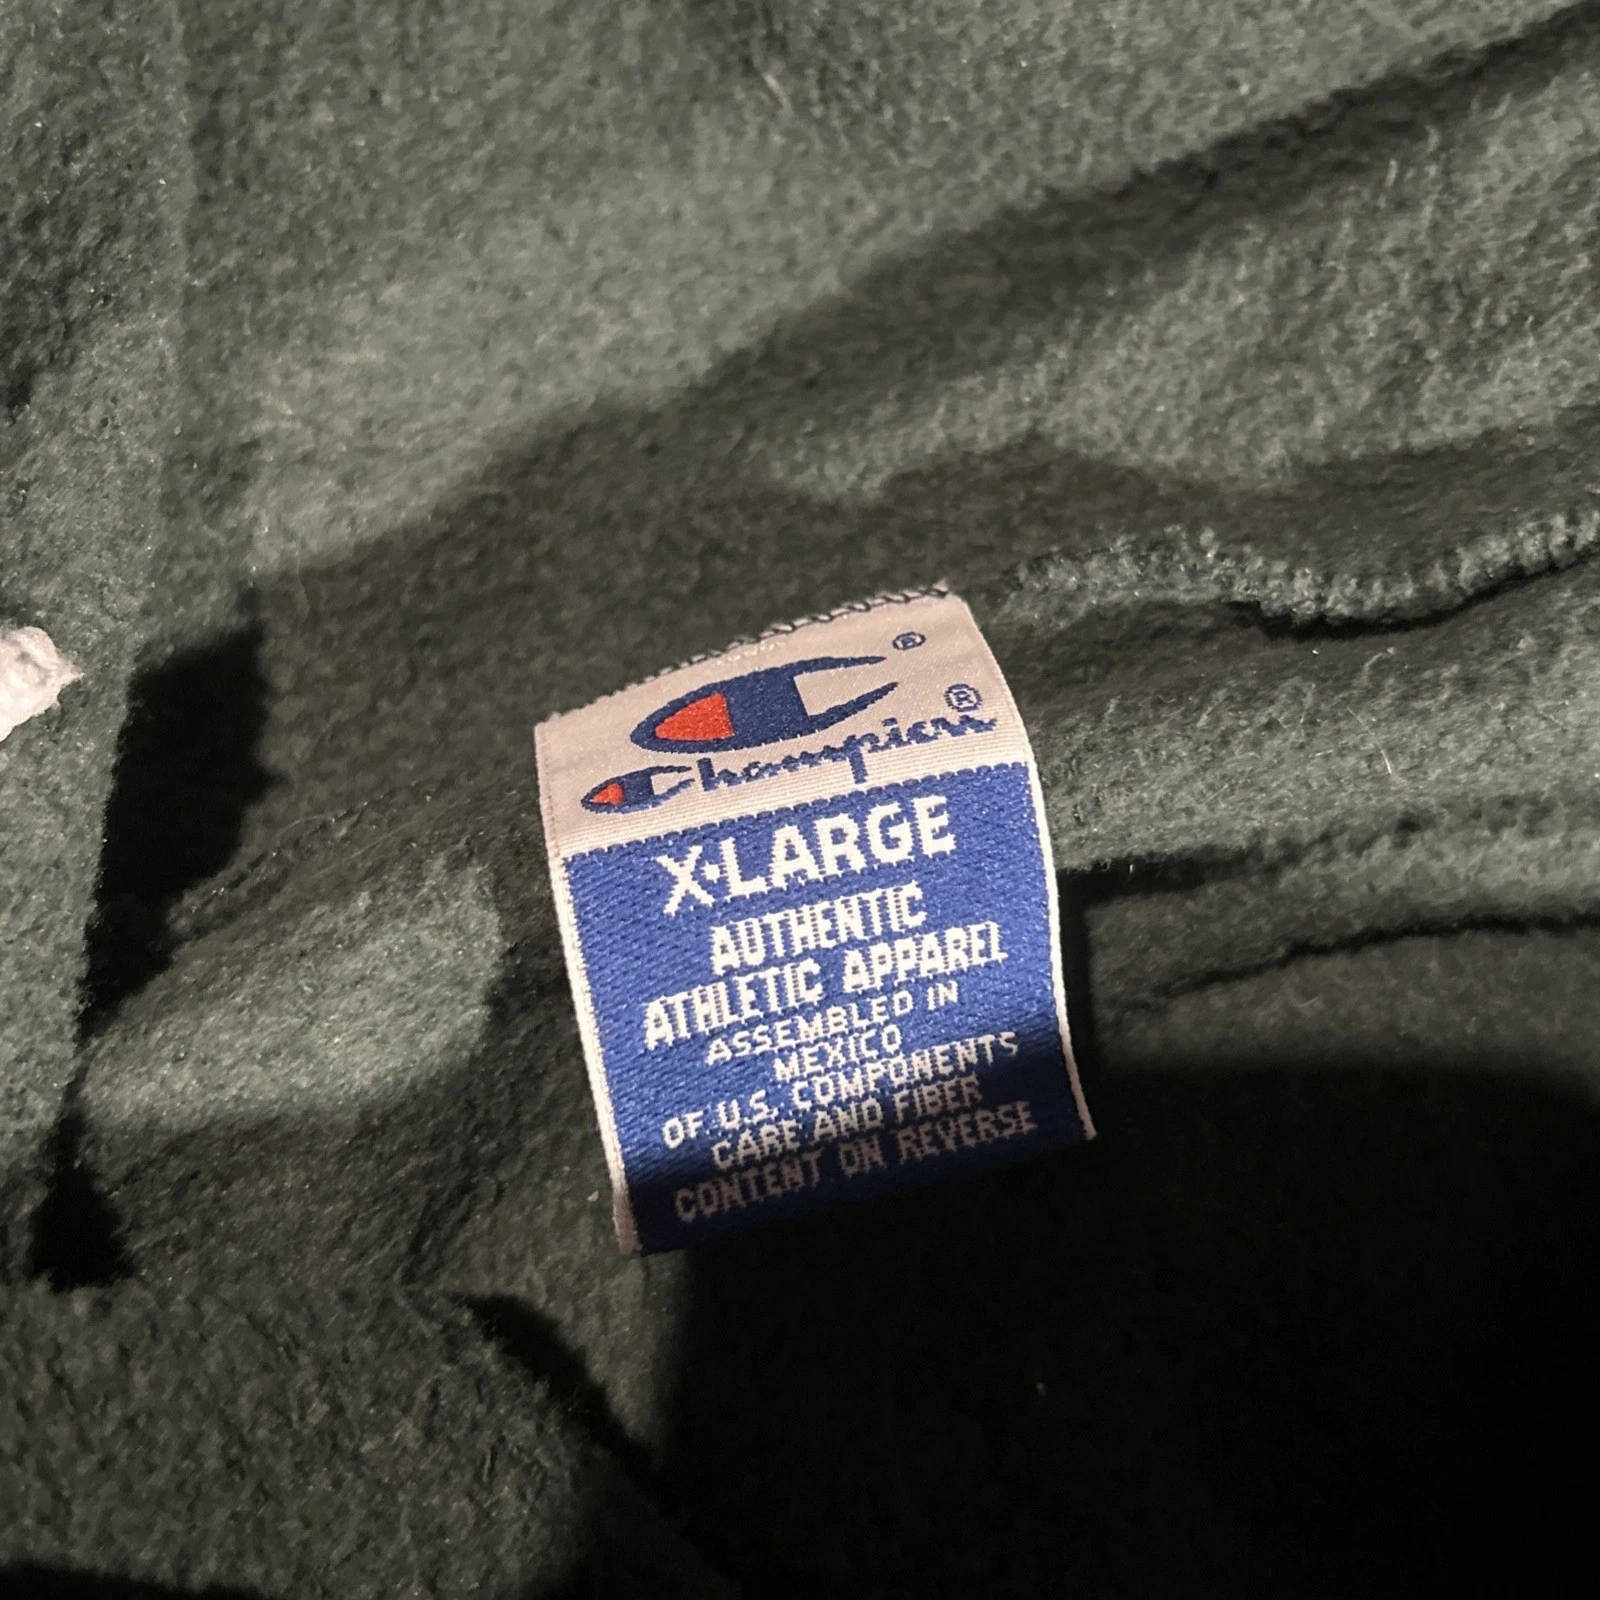 ®
Champion®
X·LARGE
AUTHENTIC
ATHLETIC APPAREL
ASSEMBLED IN
MEXICO
OF U.S. COMPONENTS
CARE AND FIBER
CONTENT ON REVERSE